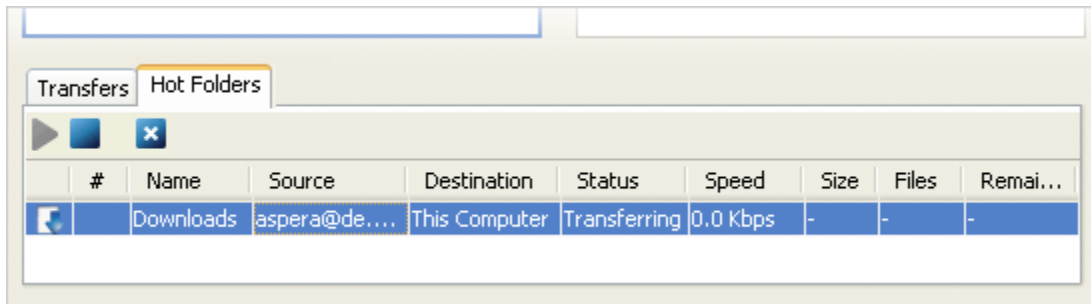 Transfers Hot Folders
# Name Source Destination Status Speed Size Files Remai...
Downloads aspera@de.... This Computer Transferring 0.0 Kbps - - -